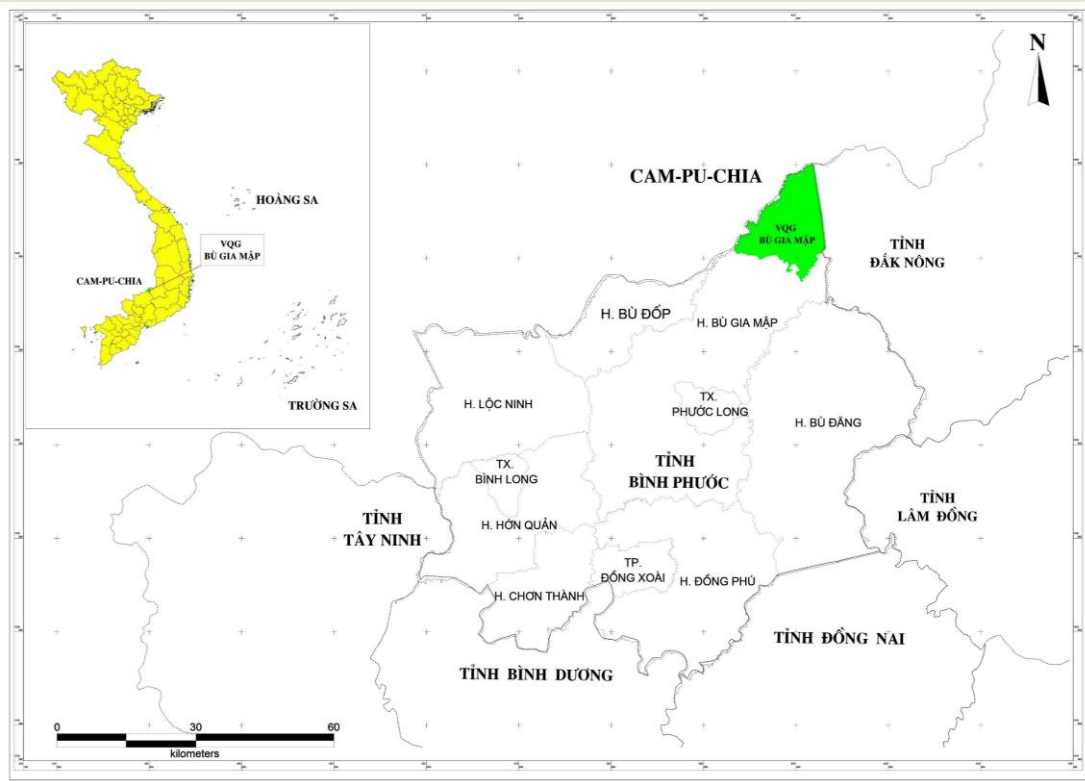 N
HOÀNG SA
VQG
BÙ GIA MẬP
CAM-PU-CHIA
TRƯỜNG SA
CAM-PU-CHIA
VQG
BÙ GIA MẬP
TỈNH
ĐẮK NÔNG
H. BÙ ĐỐP
H. BÙ GIA MẬP
H. LỘC NINH
TX.
PHƯỚC LONG
H. BÙ ĐĂNG
TX.
BÌNH LONG
TỈNH
BÌNH PHƯỚC
TỈNH
LÂM ĐỒNG
TỈNH
TÂY NINH
H. HỚN QUẢN
TP.
ĐỒNG XOÀI
H. ĐỒNG PHÚ
H. CHƠN THÀNH
TỈNH ĐỒNG NAI
TỈNH BÌNH DƯƠNG
0 30 60
kilometers